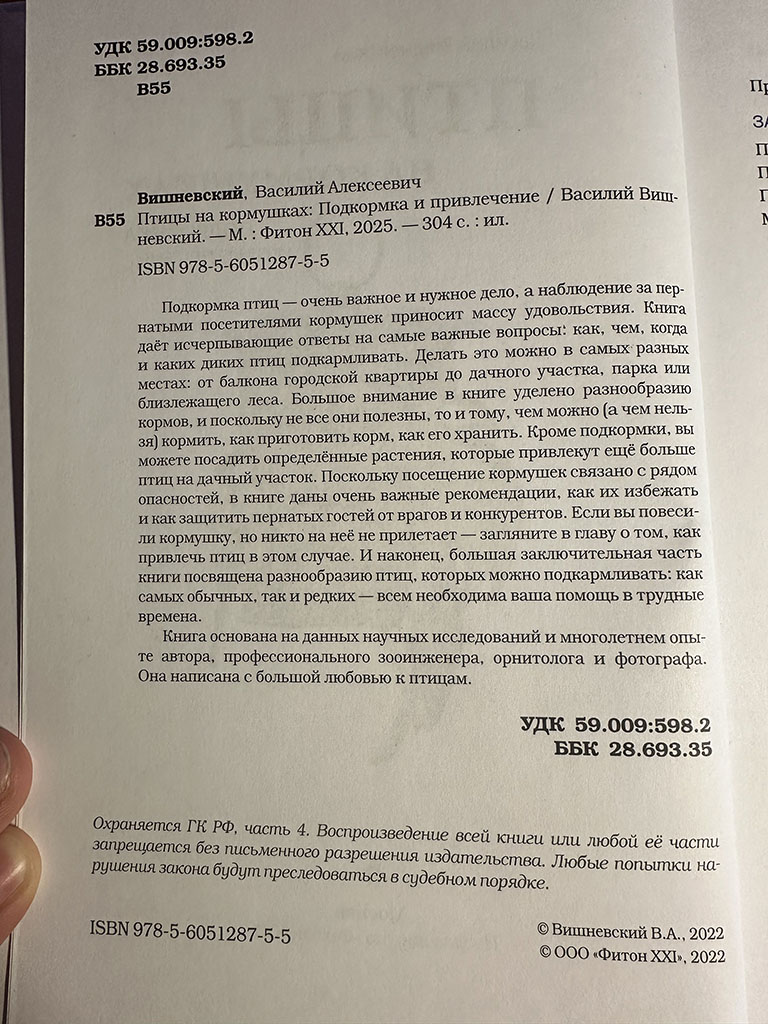 УДК 59.009:598.2
ББК 28.693.35
В55
Вишневский, Василий Алексеевич
В55 Птицы на кормушках: Подкормка и привлечение / Василий Виш-
невский. — М. : Фитон XXI, 2025. — 304 с. : ил.
ISBN 978-5-6051287-5-5
Подкормка птиц — очень важное и нужное дело, а наблюдение за пер-
натыми посетителями кормушек приносит массу удовольствия. Книга
даёт исчерпывающие ответы на самые важные вопросы: как, чем, когда
и каких диких птиц подкармливать. Делать это можно в самых разных
местах: от балкона городской квартиры до дачного участка, парка или
близлежащего леса. Большое внимание в книге уделено разнообразию
кормов, и поскольку не все они полезны, то и тому, чем можно (а чем нель-
зя) кормить, как приготовить корм, как его хранить. Кроме подкормки, вы
можете посадить определённые растения, которые привлекут ещё больше
птиц на дачный участок. Поскольку посещение кормушек связано с рядом
опасностей, в книге даны очень важные рекомендации, как их избежать
и как защитить пернатых гостей от врагов и конкурентов. Если вы повеси-
ли кормушку, но никто на неё не прилетает — загляните в главу о том, как
привлечь птиц в этом случае. И наконец, большая заключительная часть
книги посвящена разнообразию птиц, которых можно подкармливать: как
самых обычных, так и редких — всем необходима ваша помощь в трудные
времена.
Книга основана на данных научных исследований и многолетнем опы-
те автора, профессионального зооинженера, орнитолога и фотографа.
Она написана с большой любовью к птицам.
УДК 59.009:598.2
ББК 28.693.35
Охраняется ГК РФ, часть 4. Воспроизведение всей книги или любой её части
запрещается без письменного разрешения издательства. Любые попытки на-
рушения закона будут преследоваться в судебном порядке.
ISBN 978-5-6051287-5-5
© Вишневский В.А., 2022
© ООО «Фитон XXI», 2022